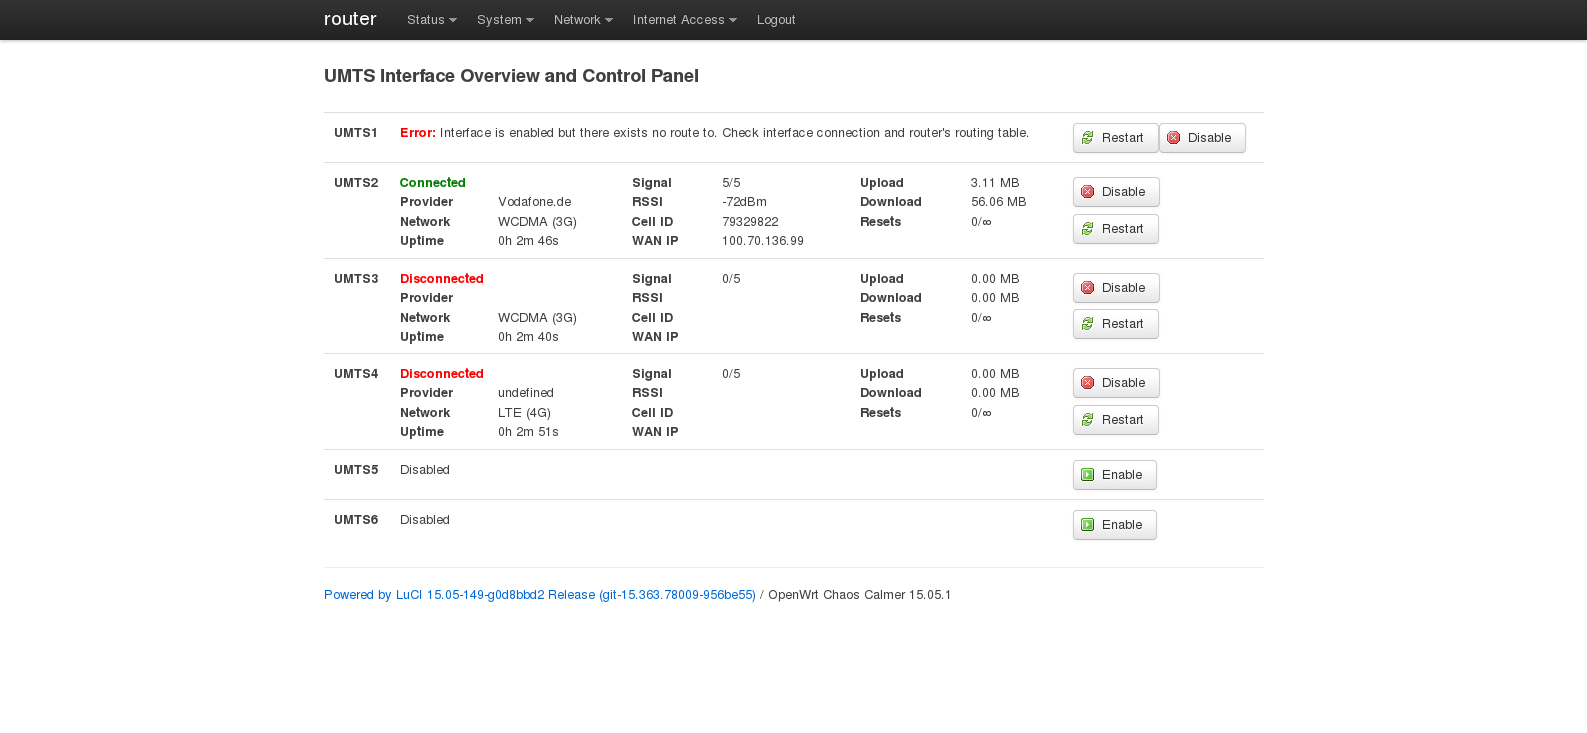 router Status System Network Internet Access Logout
UMTS Interface Overview and Control Panel
UMTS1 Error: Interface is enabled but there exists no route to. Check interface connection and router's routing table. Restart Disable
UMTS2 Connected Signal 5/5 Upload 3.11 MB Disable
Provider Vodafone.de RSSI -72dBm Download 56.06 MB
Network WCDMA (3G) Cell ID 79329822 Resets 0/∞ Restart
Uptime 0h 2m 46s WAN IP 100.70.136.99
UMTS3 Disconnected Signal 0/5 Upload 0.00 MB Disable
Provider RSSI Download 0.00 MB
Network WCDMA (3G) Cell ID Resets 0/∞ Restart
Uptime 0h 2m 40s WAN IP
UMTS4 Disconnected Signal 0/5 Upload 0.00 MB Disable
Provider undefined RSSI Download 0.00 MB
Network LTE (4G) Cell ID Resets 0/∞ Restart
Uptime 0h 2m 51s WAN IP
UMTS5 Disabled Enable
UMTS6 Disabled Enable
Powered by LuCI 15.05-149-g0d8bbd2 Release (git-15.363.78009-956be55) / OpenWrt Chaos Calmer 15.05.1